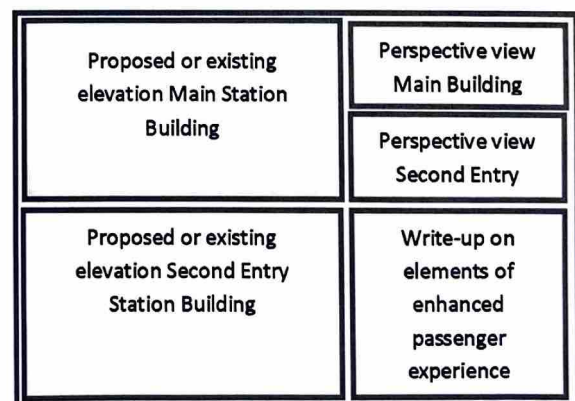 Proposed or existing
elevation Main Station
Building
Perspective view
Main Building
Perspective view
Second Entry
Proposed or existing
elevation Second Entry
Station Building
Write-up on
elements of
enhanced
passenger
experience